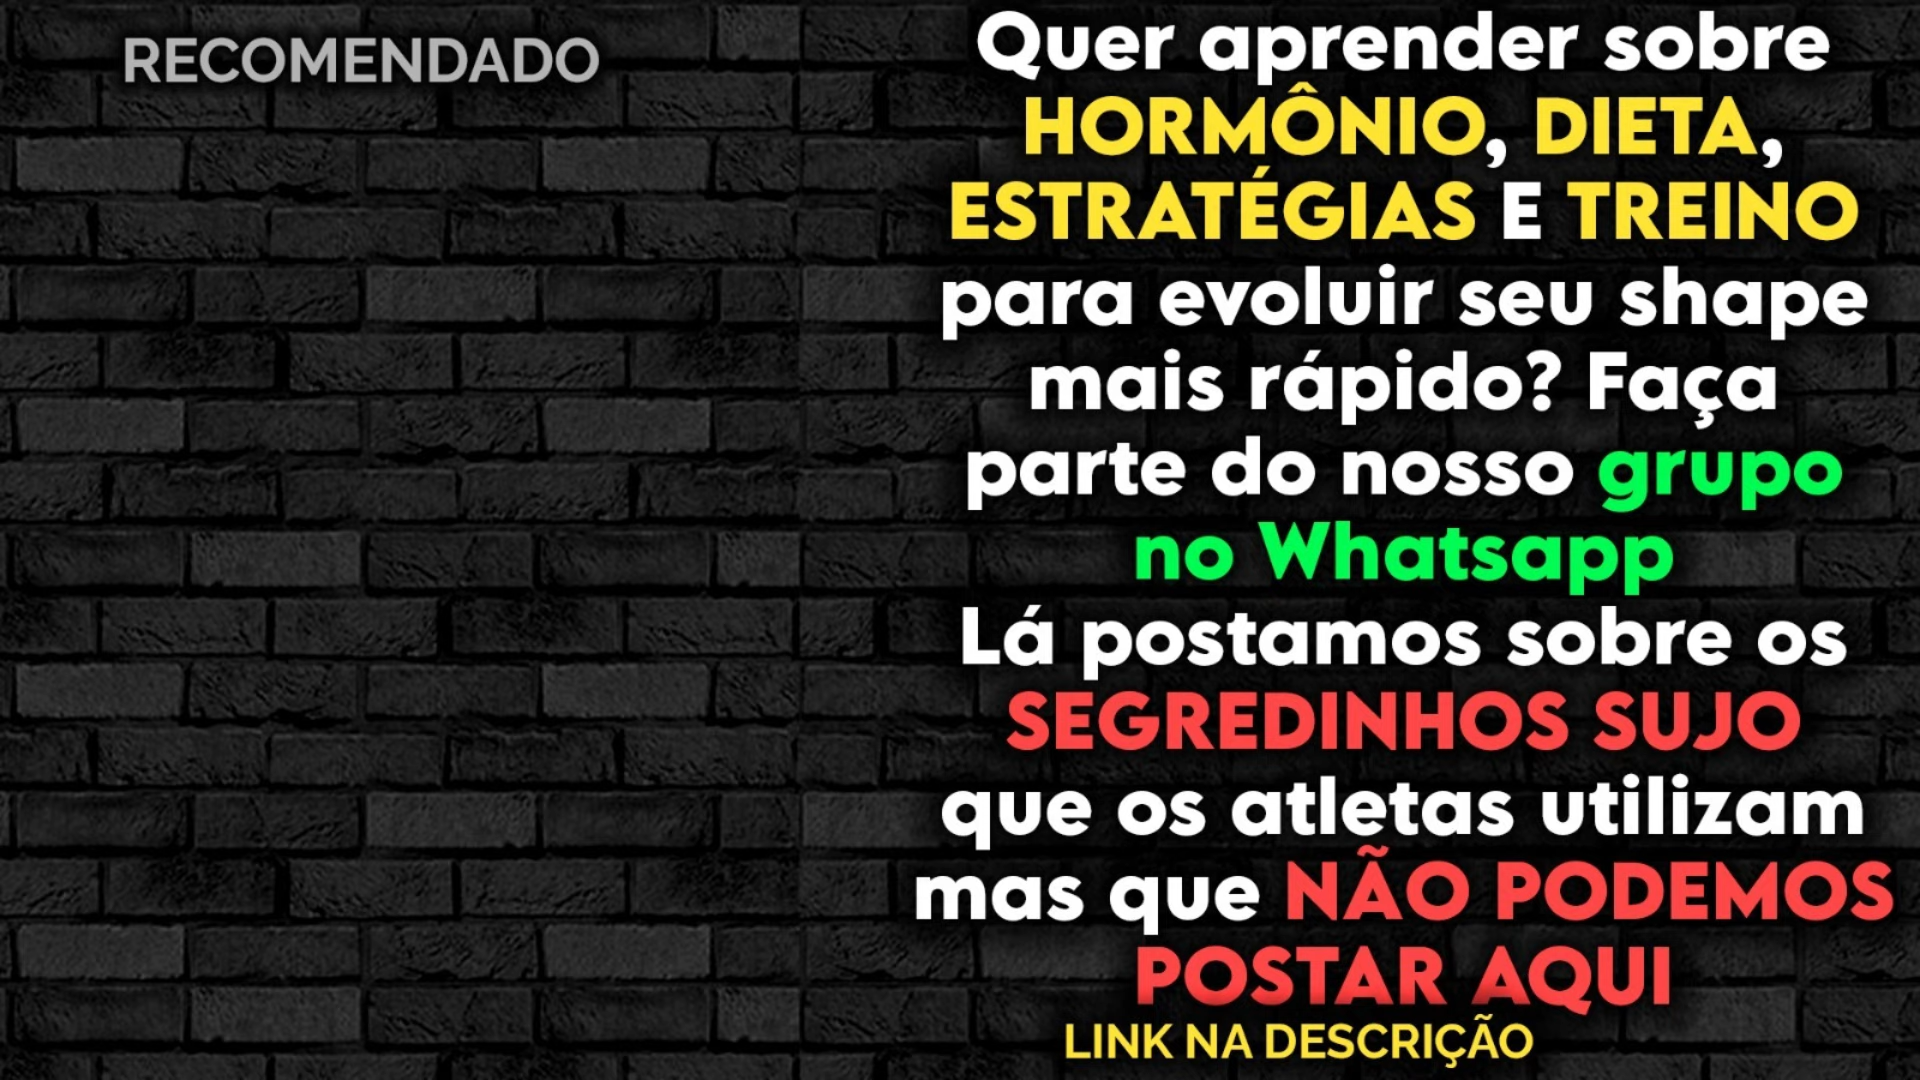 RECOMENDADO
Quer aprender sobre
HORMÔNIO, DIETA,
ESTRATÉGIAS E TREINO
para evoluir seu shape
mais rápido? Faça
parte do nosso grupo
no Whatsapp
Lá postamos sobre os
SEGREDINHOS SUJO
que os atletas utilizam
mas que NÃO PODEMOS
POSTAR AQUI
LINK NA DESCRIÇÃO